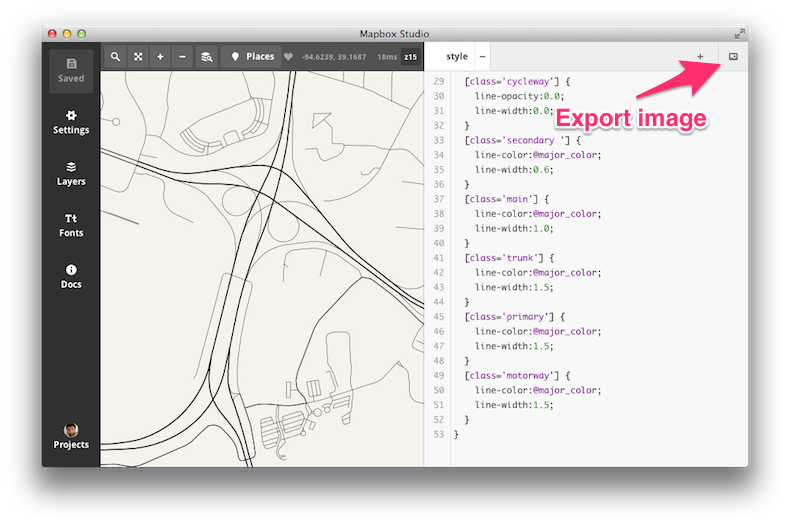 Mapbox Studio
Saved
Settings
Layers
Fonts
Docs
Projects
Places
-94.6239, 39.1687
18ms
z15
style
Export image
29 [class='cycleway'] {
30 line-opacity:0.0;
31 line-width:0.0;
32 }
33 [class='secondary '] {
34 line-color:@major_color;
35 line-width:0.6;
36 }
37 [class='main'] {
38 line-color:@major_color;
39 line-width:1.0;
40 }
41 [class='trunk'] {
42 line-color:@major_color;
43 line-width:1.5;
44 }
45 [class='primary'] {
46 line-color:@major_color;
47 line-width:1.5;
48 }
49 [class='motorway'] {
50 line-color:@major_color;
51 line-width:1.5;
52 }
53 }